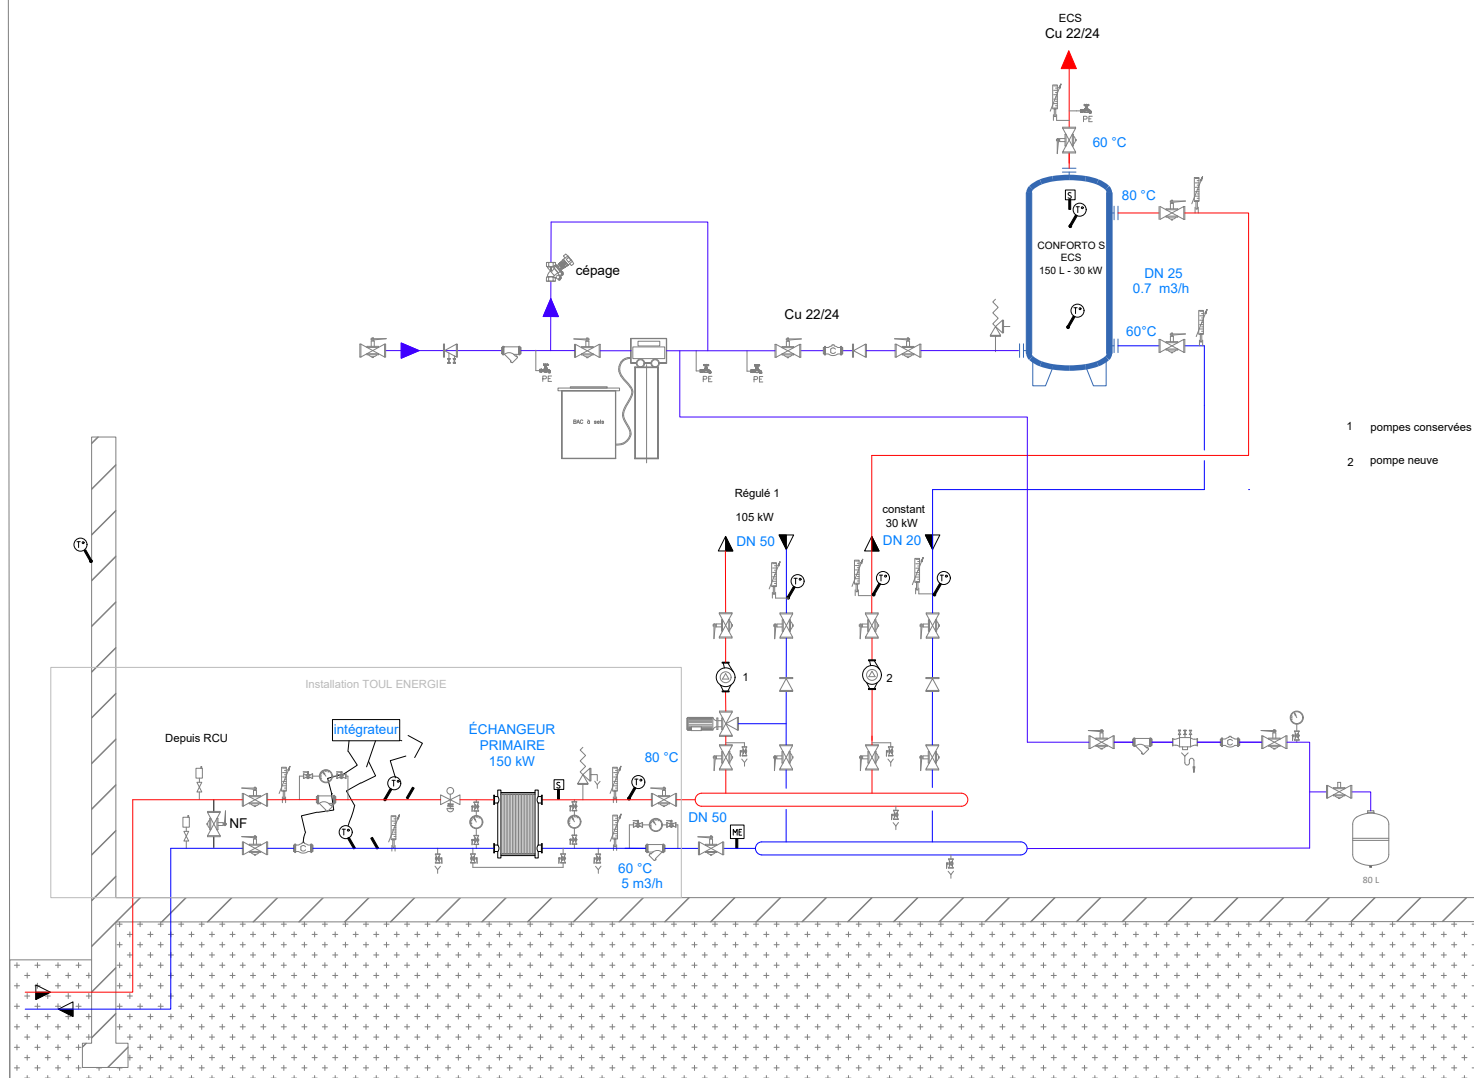 ECS
Cu 22/24
PE
60 °C
80 °C
S
T°
CONFORTO S
ECS
150 L - 30 kW
DN 25
0.7 m3/h
T°
60°C
cépage
Cu 22/24
C
PE
PE
PE
BAC à sels
1 pompes conservées
2 pompe neuve
Régulé 1
105 kW
DN 50
constant
30 kW
DN 20
T°
T°
T°
T°
1
2
Installation TOUL ENERGIE
Depuis RCU
intégrateur
ÉCHANGEUR
PRIMAIRE
150 kW
80 °C
T°
S
T°
C
NF
DN 50
T°
C
ME
60 °C
5 m3/h
80 L